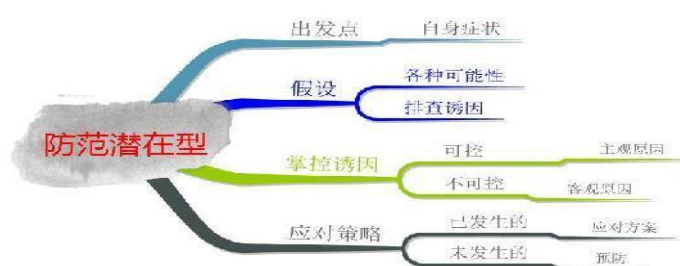 防范潜在型
出发点
自身症状
假设
各种可能性
排查诱因
掌控诱因
可控
主观原因
不可控
客观原因
应对策略
已发生的
应对方案
未发生的
预防